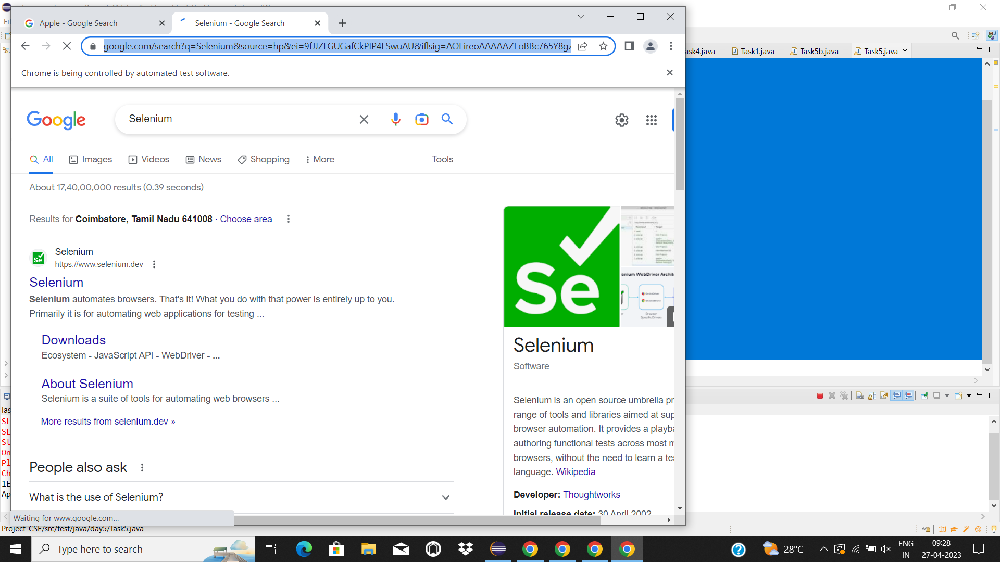 Apple - Google Search
Selenium - Google Search
google.com/search?q=Selenium&source=hp&ei=9fJJZLGUGafCkPIP4LSwuAU&iflsig=AOEireoAAAAAZEoBBc765Y8gz
Chrome is being controlled by automated test software.
ask4.java
Task1.java
Task5b.java
Task5.java
Google
Selenium
All
Images
Videos
News
Shopping
More
Tools
About 17,40,00,000 results (0.39 seconds)
Results for Coimbatore, Tamil Nadu 641008 · Choose area
Selenium
https://www.selenium.dev
Selenium
Selenium automates browsers. That's it! What you do with that power is entirely up to you.
Primarily it is for automating web applications for testing ...
Downloads
Ecosystem - JavaScript API - WebDriver - ...
About Selenium
Selenium is a suite of tools for automating web browsers ...
More results from selenium.dev »
People also ask
What is the use of Selenium?
Se
lenium WebDriver Archite
Selenium
Software
Selenium is an open source umbrella pr
range of tools and libraries aimed at sup
browser automation. It provides a playba
authoring functional tests across most m
browsers, without the need to learn a tes
language. Wikipedia
Developer: Thoughtworks
Initial release date: 30 April 2002
Fil
Tas
SL
SL
St
On
Pl
Ch
1E
Ap
Waiting for www.google.com...
Project_CSE/src/test/java/day5/Task5.java
Type here to search
28°C
ENG
IN
09:28
27-04-2023